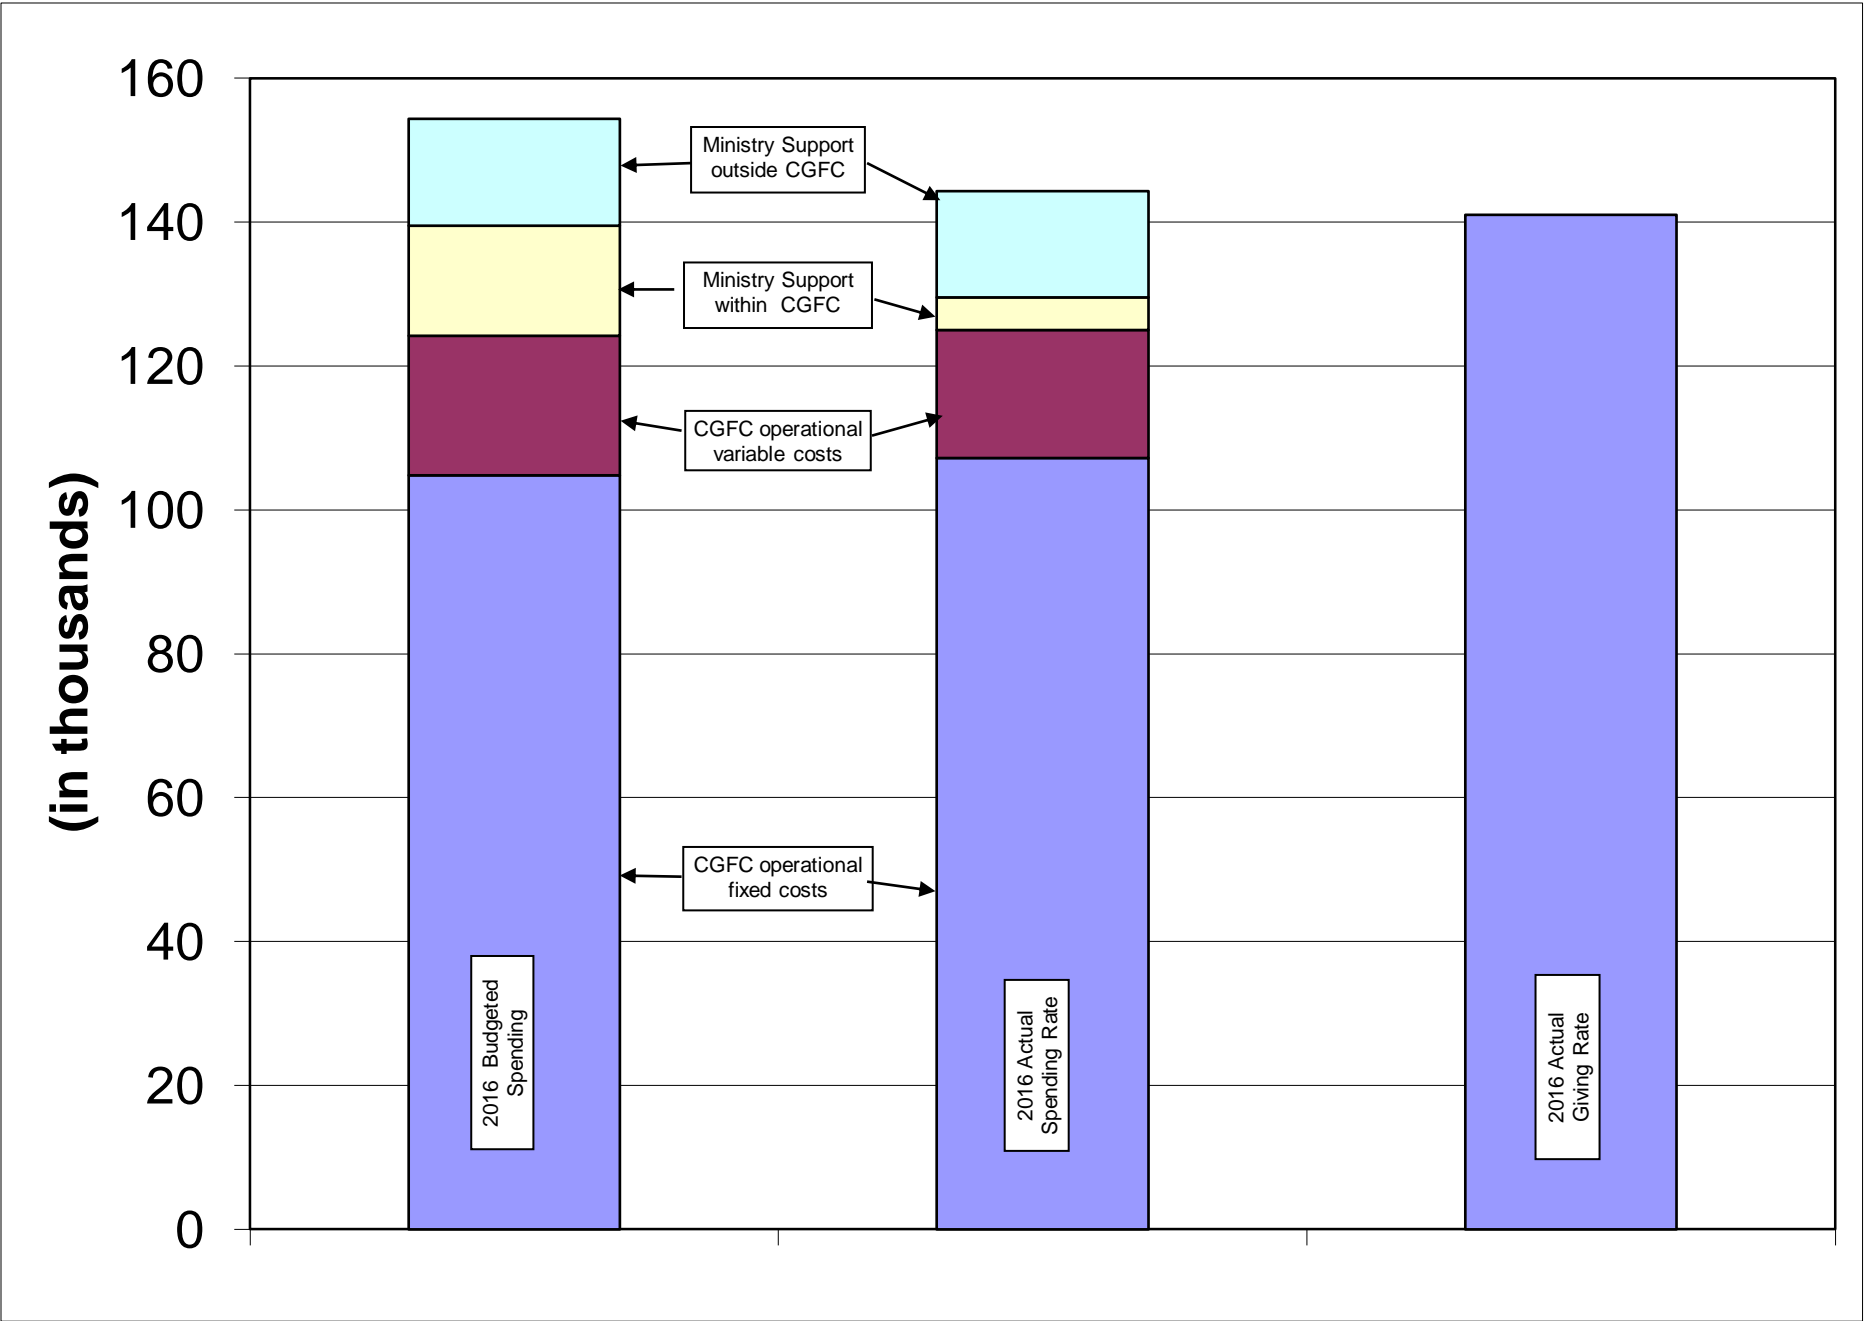 (in thousands)
160
140
120
100
80
60
40
20
0
Ministry Support
outside CGFC
Ministry Support
within CGFC
CGFC operational
variable costs
CGFC operational
fixed costs
2016 Budgeted
Spending
2016 Actual
Spending Rate
2016 Actual
Giving Rate